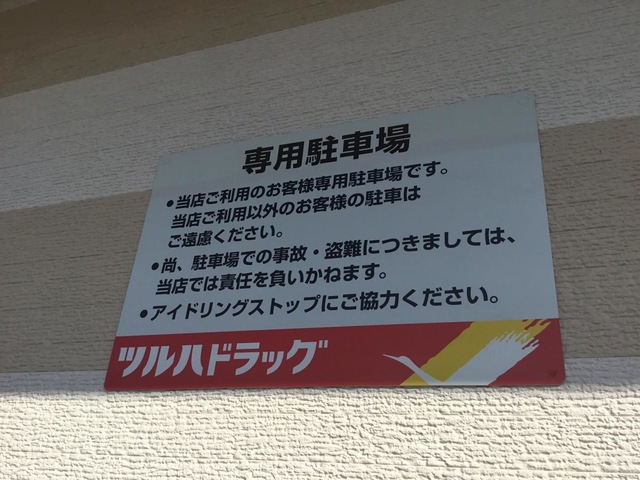 専用駐車場
●当店ご利用のお客様専用駐車場です。
当店ご利用以外のお客様の駐車は
ご遠慮ください。
●尚、駐車場での事故・盗難につきましては、
当店では責任を負いかねます。
●アイドリングストップにご協力ください。
ツルハドラッグ